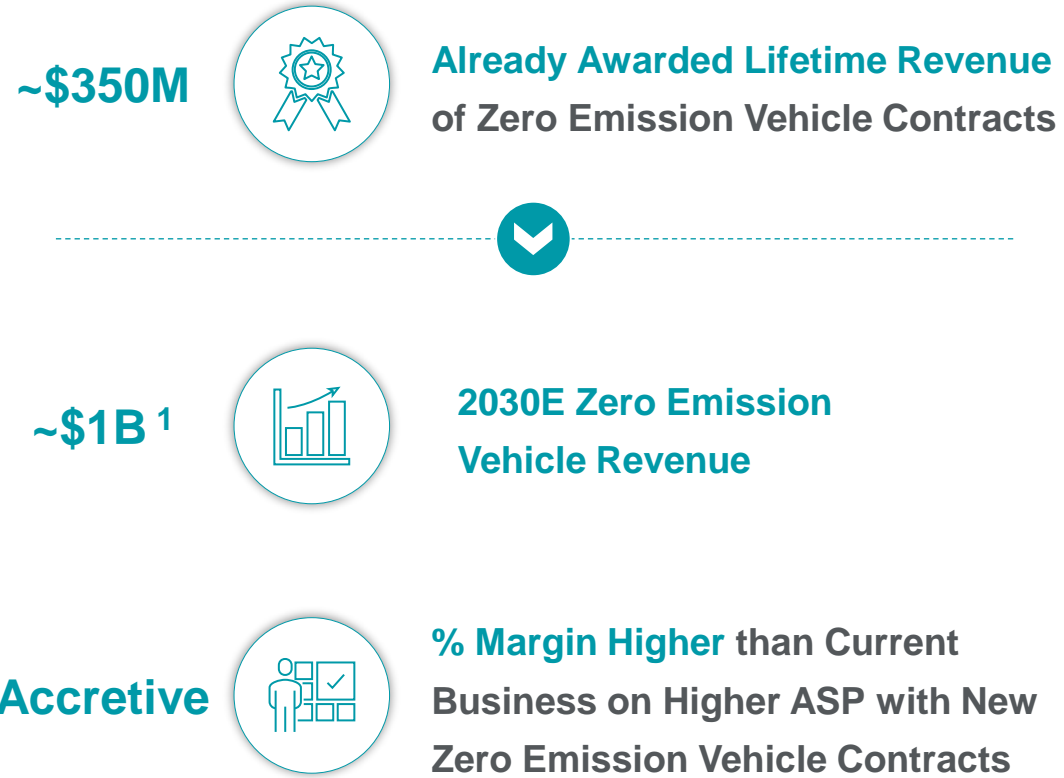 ~$350M
Already Awarded Lifetime Revenue
of Zero Emission Vehicle Contracts
~$1B 1
2030E Zero Emission
Vehicle Revenue
Accretive
% Margin Higher than Current
Business on Higher ASP with New
Zero Emission Vehicle Contracts